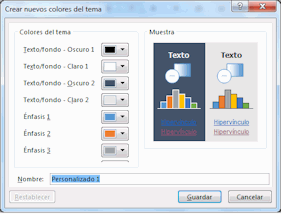 Crear nuevos colores del tema
Colores del tema
Muestra
Texto/fondo - Oscuro 1
Texto/fondo - Claro 1
Texto/fondo - Oscuro 2
Texto/fondo - Claro 2
Énfasis 1
Énfasis 2
Énfasis 3
Texto Texto
Hipervínculo Hipervínculo
Hipervínculo Hipervínculo
Nombre: Personalizado 1
Restablecer Guardar Cancelar